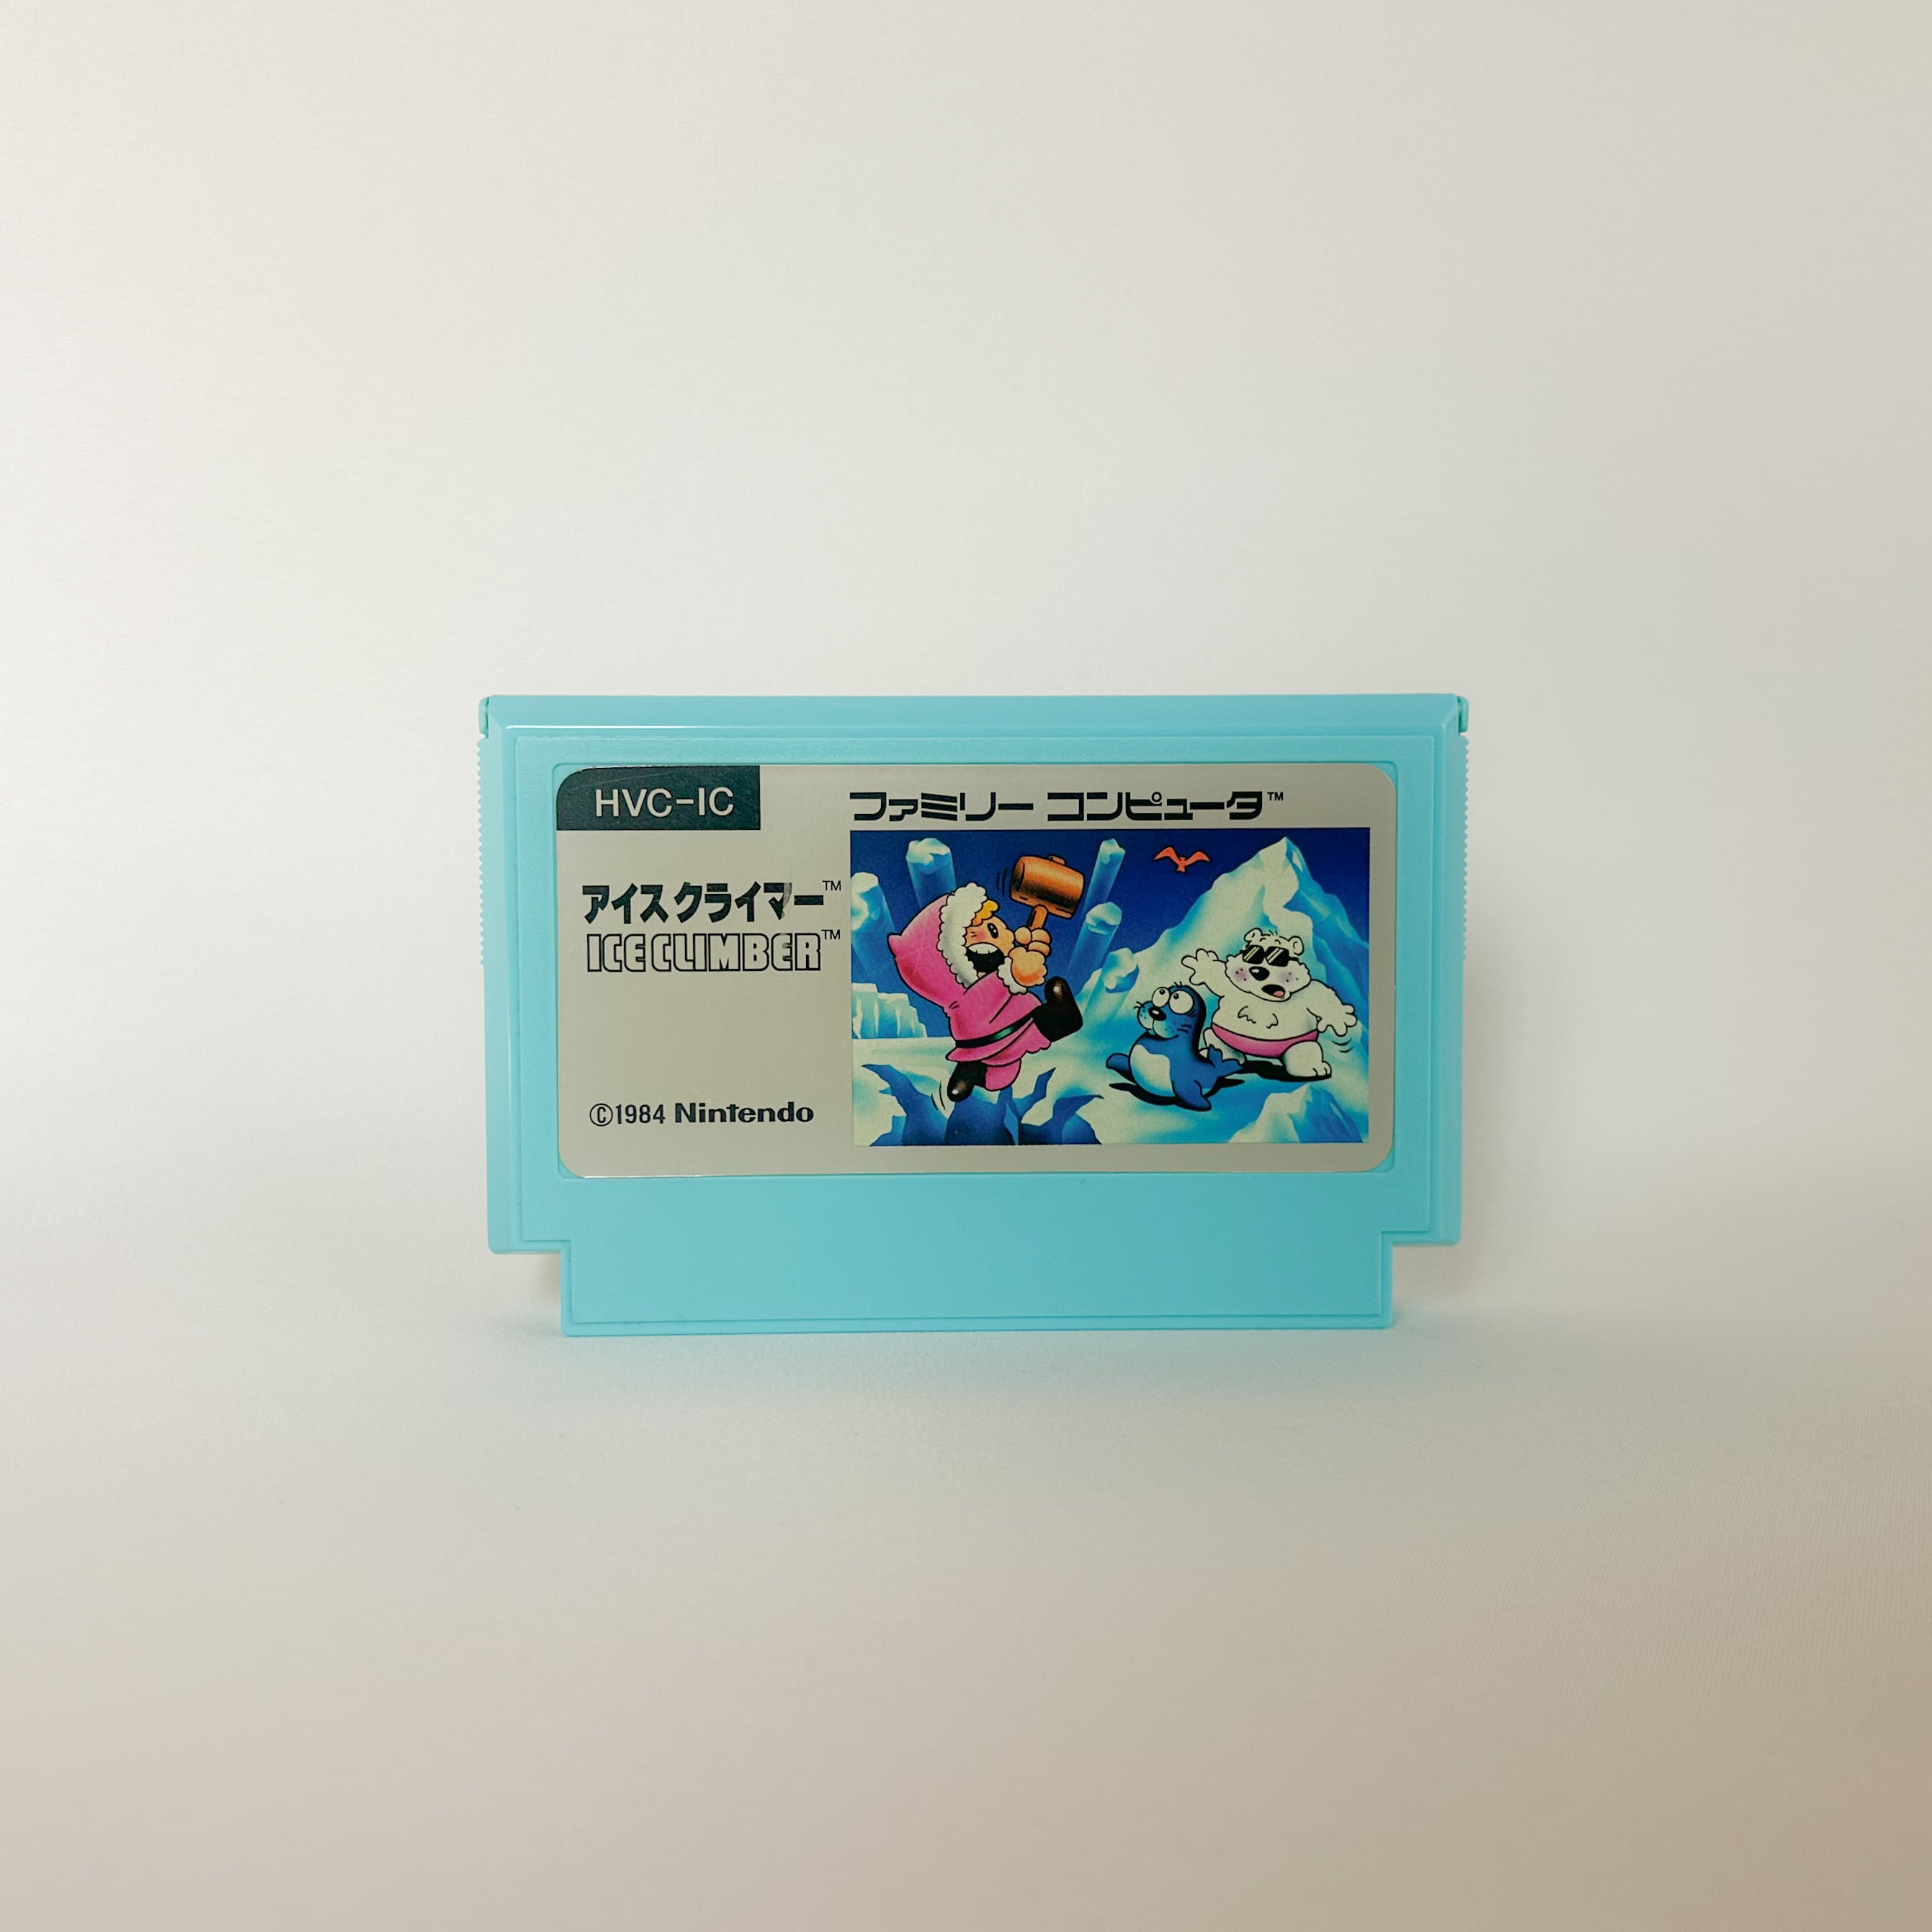 HVC-IC
ファミリー コンピュータ™
アイスクライマー™
ICE CLIMBER™
©1984 Nintendo